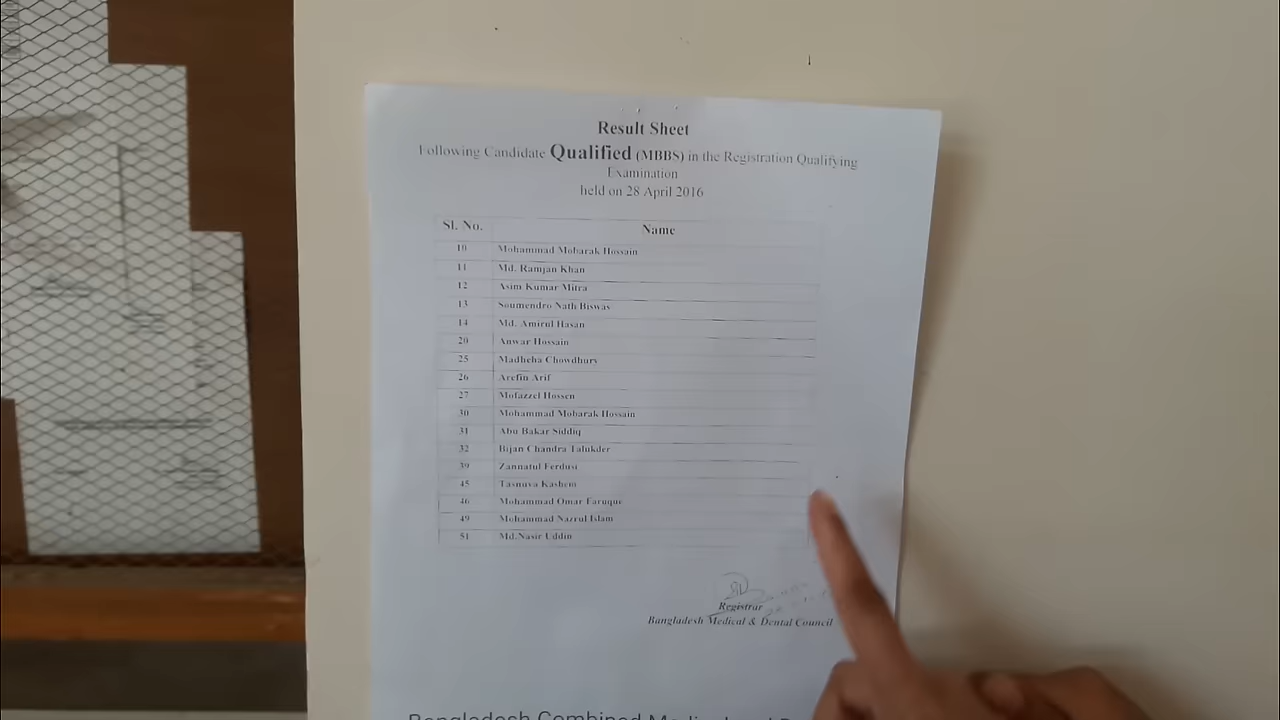 Result Sheet
Following Candidate Qualified (MBBS) in the Registration Qualifying
Examination
held on 28 April 2016
Sl. No. Name
10 Mohammad Mobarak Hossain
11 Md. Ramjan Khan
12 Asim Kumar Mitra
13 Soumendro Nath Biswas
14 Md. Amirul Hasan
20 Anwar Hossain
25 Madheha Chowdhury
26 Arefin Arif
27 Mofazzel Hossen
30 Mohammad Mobarak Hossain
31 Abu Bakar Siddiq
32 Bijan Chandra Talukder
39 Zannatul Ferdusi
45 Tasnuva Kashem
46 Mohammad Omar Faruque
49 Mohammad Nazrul Islam
51 Md.Nasir Uddin
Registrar
Bangladesh Medical & Dental Council
Bangladesh Combined Medical and